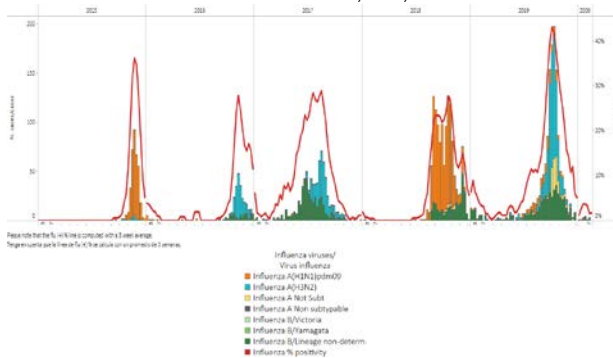 2015 2016 2017 2018 2019 2020
200
150
100
50
0
40%
30%
20%
10%
0%
Please note that the flu (+) % line is computed with a 3 week average.
Tenga en cuenta que la línea de flu (+) % se calcula con un promedio de 3 semanas.
Influenza viruses/
Virus influenza
Influenza A(H1N1)pdm09
Influenza A(H3N2)
Influenza A Not Subt
Influenza A Non subtypable
Influenza B/Victoria
Influenza B/Yamagata
Influenza B/Lineage non-determ.
Influenza % positivity